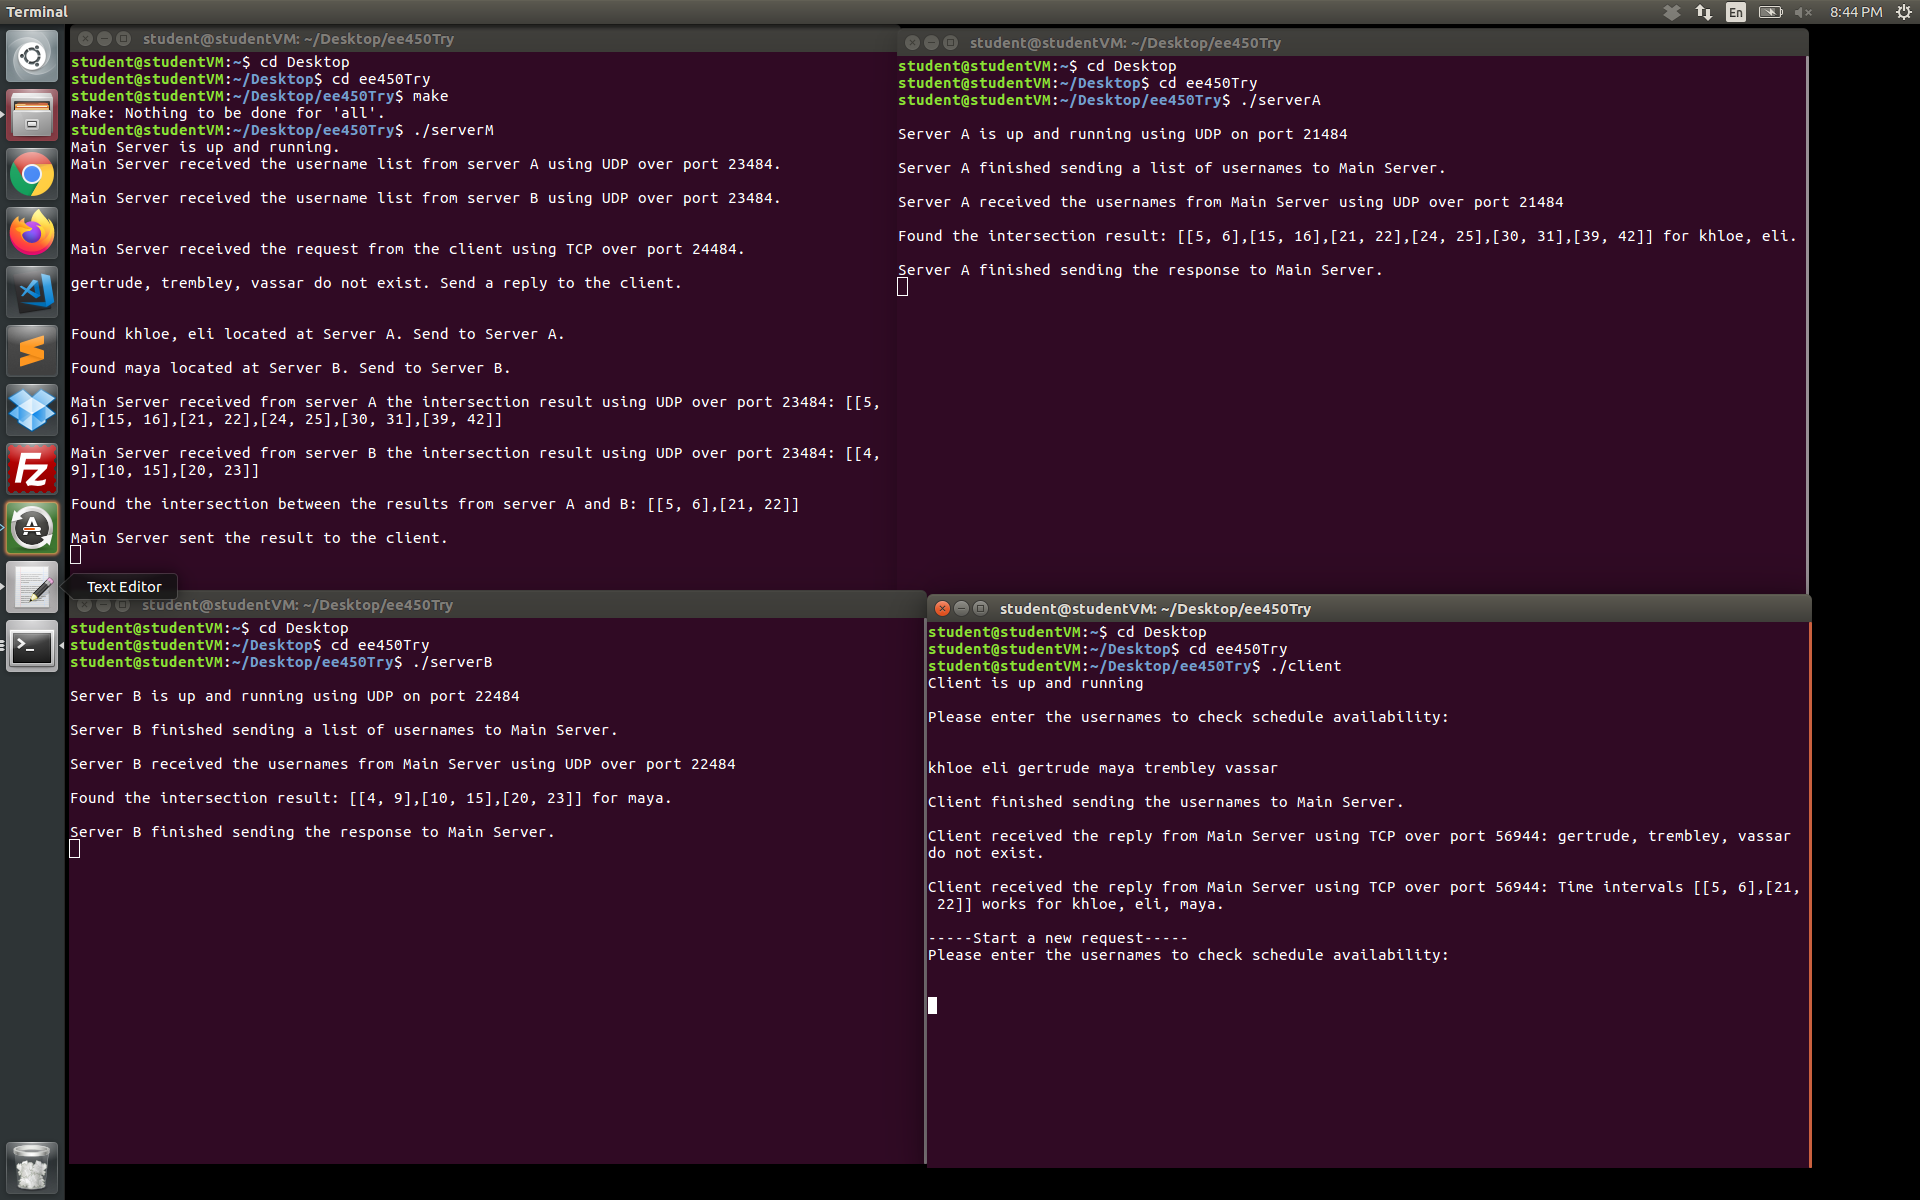 Terminal
En
8:44 PM
student@studentVM: ~/Desktop/ee450Try
student@studentVM:~$ cd Desktop
student@studentVM:~/Desktop$ cd ee450Try
student@studentVM:~/Desktop/ee450Try$ make
make: Nothing to be done for 'all'.
student@studentVM:~/Desktop/ee450Try$ ./serverM
Main Server is up and running.
Main Server received the username list from server A using UDP over port 23484.
Main Server received the username list from server B using UDP over port 23484.
Main Server received the request from the client using TCP over port 24484.
gertrude, trembley, vassar do not exist. Send a reply to the client.
Found khloe, eli located at Server A. Send to Server A.
Found maya located at Server B. Send to Server B.
Main Server received from server A the intersection result using UDP over port 23484: [[5,
6],[15, 16],[21, 22],[24, 25],[30, 31],[39, 42]]
Main Server received from server B the intersection result using UDP over port 23484: [[4,
9],[10, 15],[20, 23]]
Found the intersection between the results from server A and B: [[5, 6],[21, 22]]
Main Server sent the result to the client.
student@studentVM: ~/Desktop/ee450Try
student@studentVM:~$ cd Desktop
student@studentVM:~/Desktop$ cd ee450Try
student@studentVM:~/Desktop/ee450Try$ ./serverA
Server A is up and running using UDP on port 21484
Server A finished sending a list of usernames to Main Server.
Server A received the usernames from Main Server using UDP over port 21484
Found the intersection result: [[5, 6],[15, 16],[21, 22],[24, 25],[30, 31],[39, 42]] for khloe, eli.
Server A finished sending the response to Main Server.
Text Editor
student@studentVM: ~/Desktop/ee450Try
student@studentVM:~$ cd Desktop
student@studentVM:~/Desktop$ cd ee450Try
student@studentVM:~/Desktop/ee450Try$ ./serverB
Server B is up and running using UDP on port 22484
Server B finished sending a list of usernames to Main Server.
Server B received the usernames from Main Server using UDP over port 22484
Found the intersection result: [[4, 9],[10, 15],[20, 23]] for maya.
Server B finished sending the response to Main Server.
student@studentVM: ~/Desktop/ee450Try
student@studentVM:~$ cd Desktop
student@studentVM:~/Desktop$ cd ee450Try
student@studentVM:~/Desktop/ee450Try$ ./client
Client is up and running
Please enter the usernames to check schedule availability:
khloe eli gertrude maya trembley vassar
Client finished sending the usernames to Main Server.
Client received the reply from Main Server using TCP over port 56944: gertrude, trembley, vassar
do not exist.
Client received the reply from Main Server using TCP over port 56944: Time intervals [[5, 6],[21,
22]] works for khloe, eli, maya.
-----Start a new request-----
Please enter the usernames to check schedule availability:
Fz
A